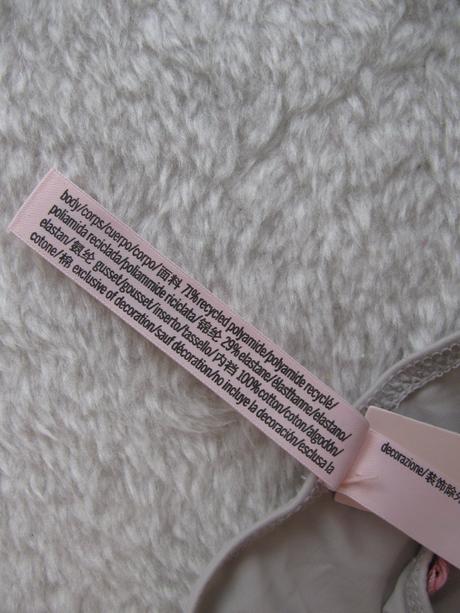 body/corps/cuerpo/corpo/面料 71% recycled polyamide/polyamide recyclé/
poliamida reciclada/poliammide riciclata/锦纶 29% elastane/élasthanne/elastano/
elastan/氨纶 gusset/gousset/inserto/tassello/内裆 100% cotton/coton/algodón/
cotone/棉 exclusive of decoration/sauf décoration/no incluye la decoración/esclusa la
decorazione/装饰除外